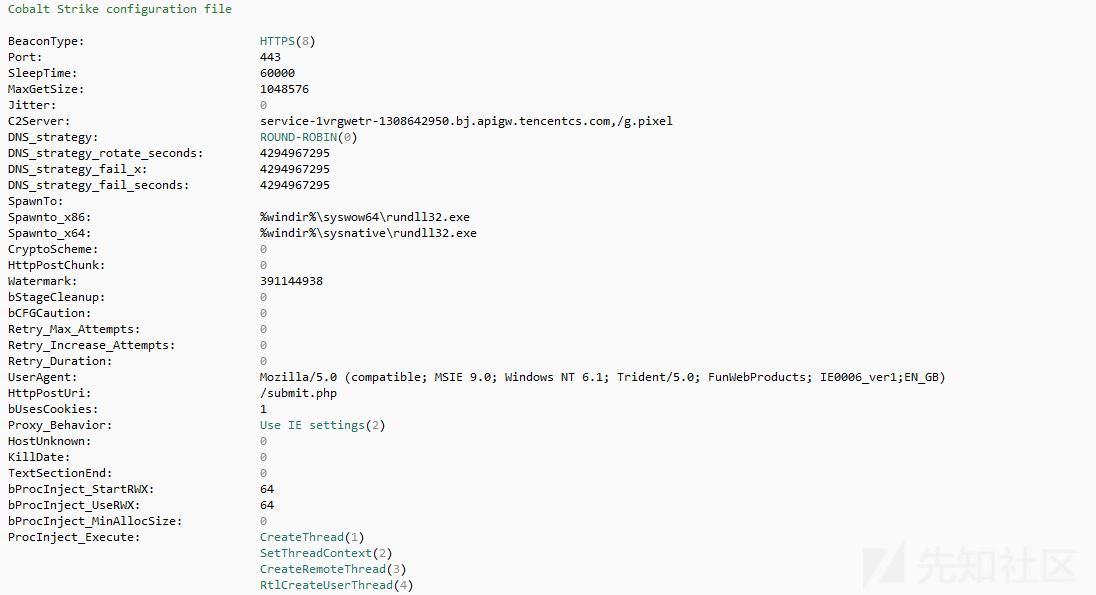 Cobalt Strike configuration file
BeaconType: HTTPS(8)
Port: 443
SleepTime: 60000
MaxGetSize: 1048576
Jitter: 0
C2Server: service-1vrgwetr-1308642950.bj.apigw.tencentcs.com,/g.pixel
DNS_strategy: ROUND-ROBIN(0)
DNS_strategy_rotate_seconds: 4294967295
DNS_strategy_fail_x: 4294967295
DNS_strategy_fail_seconds: 4294967295
SpawnTo:
Spawnto_x86: %windir%\syswow64\rundll32.exe
Spawnto_x64: %windir%\sysnative\rundll32.exe
CryptoScheme: 0
HttpPostChunk: 0
Watermark: 391144938
bStageCleanup: 0
bCFGCaution: 0
Retry_Max_Attempts: 0
Retry_Increase_Attempts: 0
Retry_Duration: 0
UserAgent: Mozilla/5.0 (compatible; MSIE 9.0; Windows NT 6.1; Trident/5.0; FunWebProducts; IE0006_ver1;EN_GB)
HttpPostUri: /submit.php
bUsesCookies: 1
Proxy_Behavior: Use IE settings(2)
HostUnknown: 0
KillDate: 0
TextSectionEnd: 0
bProcInject_StartRWX: 64
bProcInject_UseRWX: 64
bProcInject_MinAllocSize: 0
ProcInject_Execute: CreateThread(1)
SetThreadContext(2)
CreateRemoteThread(3)
RtlCreateUserThread(4)
先知社区